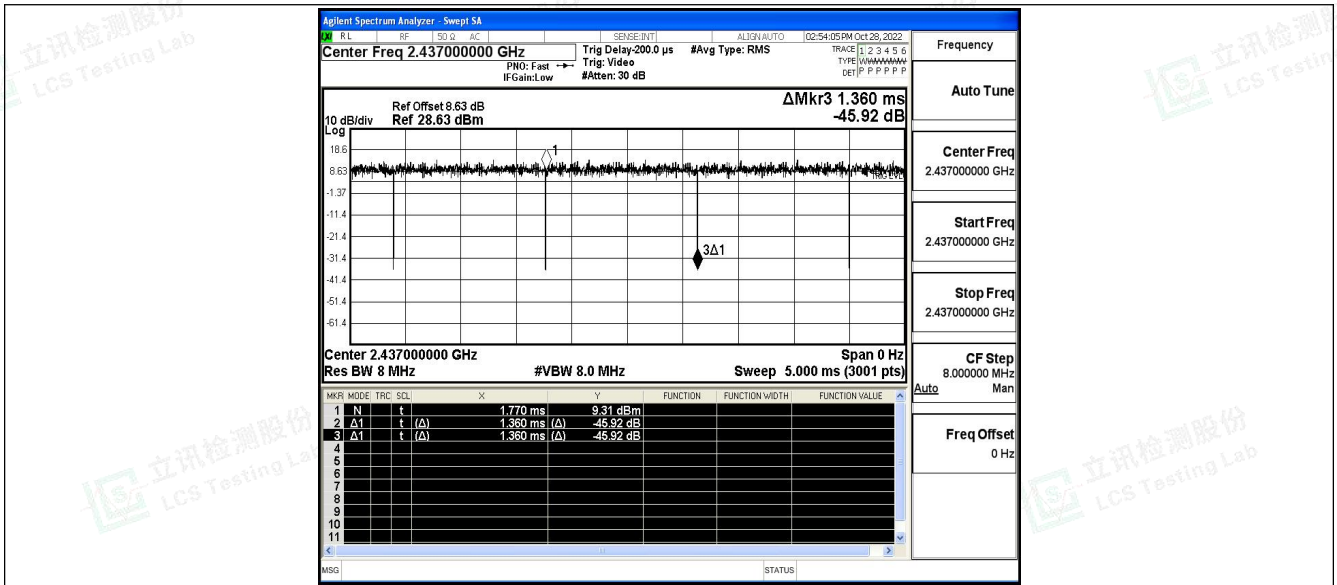 Agilent Spectrum Analyzer - Swept SA
LXI RL RF 50 Ω AC SENSE:INT ALIGN AUTO 02:54:05 PM Oct 28, 2022
Center Freq 2.437000000 GHz
PNO: Fast
IFGain:Low
Trig Delay-200.0 µs
Trig: Video
#Atten: 30 dB
#Avg Type: RMS
TRACE 1 2 3 4 5 6
TYPE WWWWWW
DET P P P P P P
Ref Offset 8.63 dB
10 dB/div Ref 28.63 dBm
Log
ΔMkr3 1.360 ms
-45.92 dB
18.6
8.63
-1.37
-11.4
-21.4
-31.4
-41.4
-51.4
-61.4
1
3Δ1
TRIG LVL
Center 2.437000000 GHz Span 0 Hz
Res BW 8 MHz #VBW 8.0 MHz Sweep 5.000 ms (3001 pts)
MKR MODE TRC SCL X Y FUNCTION FUNCTION WIDTH FUNCTION VALUE
1 N t 1.770 ms 9.31 dBm
2 Δ1 t (Δ) 1.360 ms (Δ) -45.92 dB
3 Δ1 t (Δ) 1.360 ms (Δ) -45.92 dB
4
5
6
7
8
9
10
11
MSG STATUS
Frequency
Auto Tune
Center Freq
2.437000000 GHz
Start Freq
2.437000000 GHz
Stop Freq
2.437000000 GHz
CF Step
8.000000 MHz
Auto Man
Freq Offset
0 Hz
立讯检测股份
LCS Testing Lab
立讯检测
LCS Testin
立讯检测股份
LCS Testing Lab
立讯检测股份
LCS Testing Lab